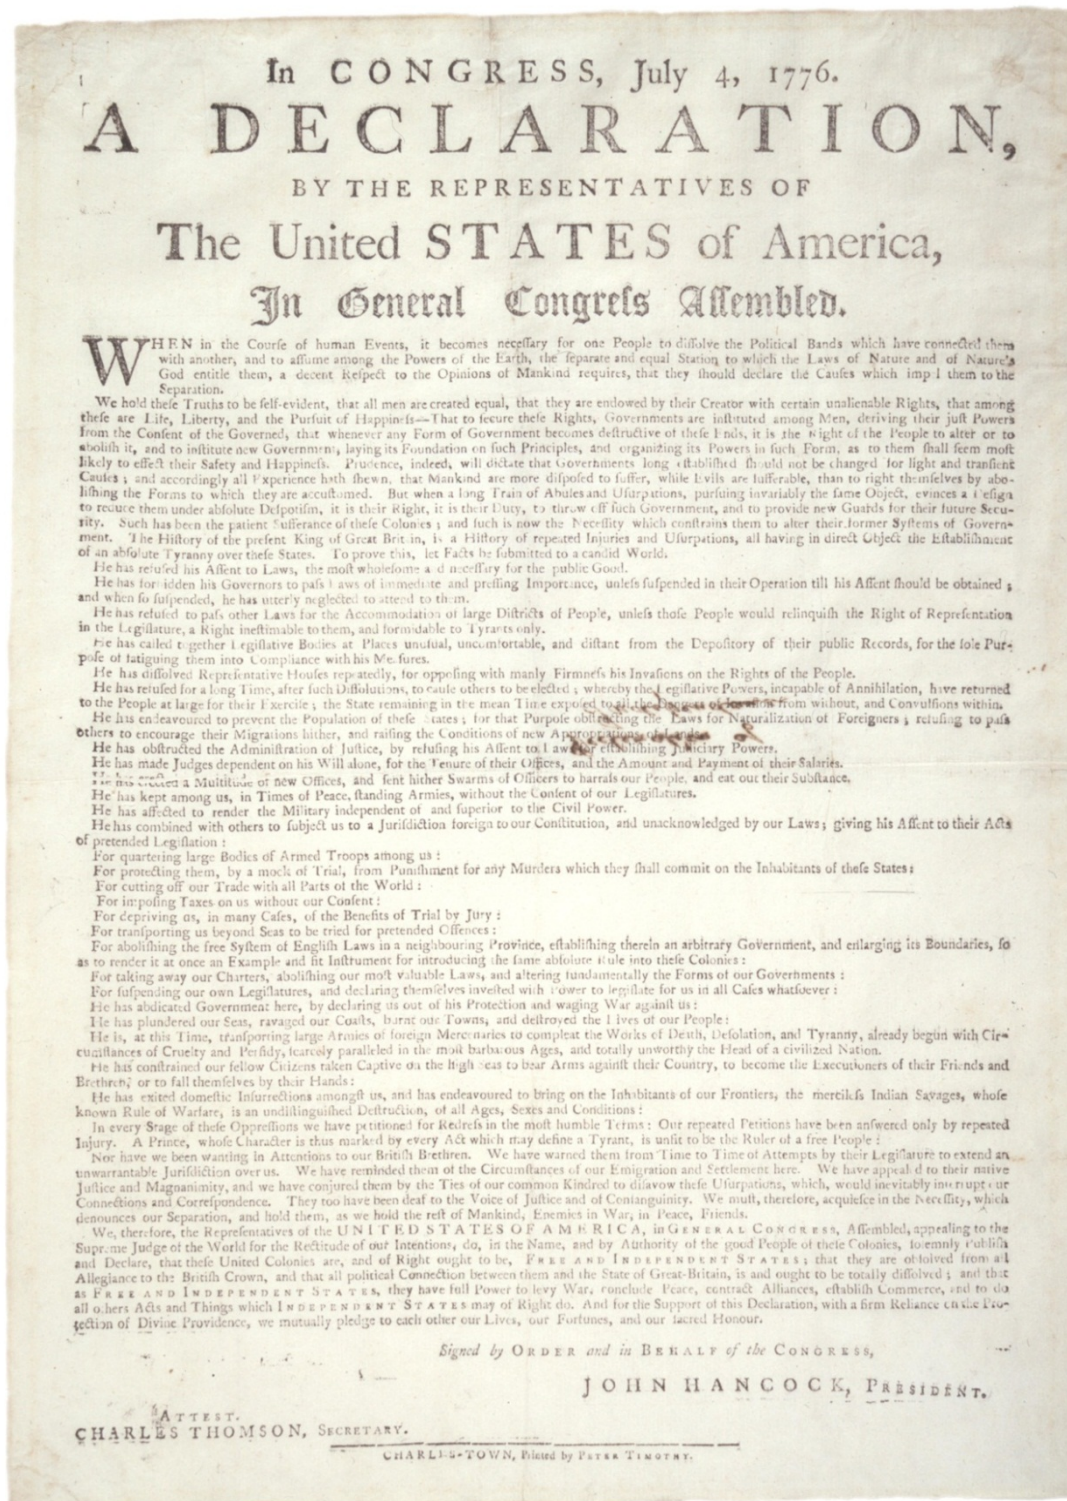 In CONGRESS, July 4, 1776.
A DECLARATION,
BY THE REPRESENTATIVES OF
The United STATES of America,
In General Congreſs Aſſembled.
WHEN in the Courſe of human Events, it becomes neceſſary for one People to diſſolve the Political Bands which have connected them
with another, and to aſſume among the Powers of the Earth, the ſeparate and equal Station to which the Laws of Nature and of Nature's
God entitle them, a decent Reſpect to the Opinions of Mankind requires, that they ſhould declare the Cauſes which imp l them to the
Separation.
We hold theſe Truths to be ſelf-evident, that all men are created equal, that they are endowed by their Creator with certain unalienable Rights, that among
theſe are Life, Liberty, and the Purſuit of Happineſs—That to ſecure theſe Rights, Governments are inſtituted among Men, deriving their juſt Powers
from the Conſent of the Governed, that whenever any Form of Government becomes deſtructive of theſe Ends, it is the Right of the People to alter or to
aboliſh it, and to inſtitute new Government, laying its Foundation on ſuch Principles, and organizing its Powers in ſuch Form, as to them ſhall ſeem moſt
likely to effect their Safety and Happineſs. Prudence, indeed, will dictate that Governments long eſtabliſhed ſhould not be changed for light and tranſient
Cauſes ; and accordingly all Experience hath ſhewn, that Mankind are more diſpoſed to ſuffer, while Evils are ſufferable, than to right themſelves by abo-
liſhing the Forms to which they are accuſtomed. But when a long Train of Abuſes and Uſurpations, purſuing invariably the ſame Object, evinces a Deſign
to reduce them under abſolute Deſpotiſm, it is their Right, it is their Duty, to throw off ſuch Government, and to provide new Guards for their future Secu-
rity. Such has been the patient Sufferance of theſe Colonies ; and ſuch is now the Neceſſity which conſtrains them to alter their former Systems of Govern-
ment. The Hiſtory of the preſent King of Great Brit in, is a Hiſtory of repeated Injuries and Uſurpations, all having in direct Object the Eſtabliſhment
of an abſolute Tyranny over theſe States. To prove this, let Facts be ſubmitted to a candid World.
He has refuſed his Aſſent to Laws, the moſt wholeſome a d neceſſary for the public Good.
He has for idden his Governors to paſs Laws of immediate and preſſing Importance, unleſs ſuſpended in their Operation till his Aſſent ſhould be obtained ;
and when ſo ſuſpended, he has utterly neglected to attend to them.
He has refuſed to paſs other Laws for the Accommodation of large Diſtricts of People, unleſs thoſe People would relinquiſh the Right of Repreſentation
in the Legiſlature, a Right ineſtimable to them, and formidable to Tyrants only.
He has called together Legiſlative Bodies at Places unuſual, uncomfortable, and diſtant from the Depoſitory of their public Records, for the ſole Pur-
poſe of fatiguing them into Compliance with his Me ſures.
He has diſſolved Repreſentative Houſes repeatedly, for oppoſing with manly Firmneſs his Invaſions on the Rights of the People.
He has refuſed for a long Time, after ſuch Diſſolutions, to cauſe others to be elected ; whereby the Legiſlative Powers, incapable of Annihilation, have returned
to the People at large for their Exerciſe ; the State remaining in the mean Time expoſed to all the from without, and Convulſions within.
He has endeavoured to prevent the Population of theſe States ; for that Purpoſe obſtructing the Laws for Naturalization of Foreigners ; refuſing to paſs
others to encourage their Migrations hither, and raiſing the Conditions of new Appropriations of Lands.
He has obſtructed the Adminiſtration of Juſtice, by refuſing his Aſſent to Laws for eſtabliſhing Judiciary Powers.
He has made Judges dependent on his Will alone, for the Tenure of their Offices, and the Amount and Payment of their Salaries.
He has erected a Multitude of new Offices, and ſent hither Swarms of Officers to harraſs our People, and eat out their Subſtance.
He has kept among us, in Times of Peace, ſtanding Armies, without the Conſent of our Legiſlatures.
He has affected to render the Military independent of and ſuperior to the Civil Power.
He has combined with others to ſubject us to a Juriſdiction foreign to our Conſtitution, and unacknowledged by our Laws ; giving his Aſſent to their Acts
of pretended Legiſlation :
For quartering large Bodies of Armed Troops among us :
For protecting them, by a mock of Trial, from Puniſhment for any Murders which they ſhall commit on the Inhabitants of theſe States :
For cutting off our Trade with all Parts of the World :
For impoſing Taxes on us without our Conſent :
For depriving us, in many Caſes, of the Benefits of Trial by Jury :
For tranſporting us beyond Seas to be tried for pretended Offences :
For aboliſhing the free Syſtem of Engliſh Laws in a neighbouring Province, eſtabliſhing therein an arbitrary Government, and enlarging its Boundaries, ſo
as to render it at once an Example and fit Inſtrument for introducing the ſame abſolute Rule into theſe Colonies :
For taking away our Charters, aboliſhing our moſt valuable Laws, and altering fundamentally the Forms of our Governments :
For ſuſpending our own Legiſlatures, and declaring themſelves inveſted with Power to legiſlate for us in all Caſes whatſoever :
He has abdicated Government here, by declaring us out of his Protection and waging War againſt us :
He has plundered our Seas, ravaged our Coaſts, burnt our Towns, and deſtroyed the Lives of our People :
He is, at this Time, tranſporting large Armies of foreign Mercenaries to compleat the Works of Death, Deſolation, and Tyranny, already begun with Cir-
cumſtances of Cruelty and Perfidy, ſcarcely paralleled in the moſt barbarous Ages, and totally unworthy the Head of a civilized Nation.
He has conſtrained our fellow Citizens taken Captive on the high Seas to bear Arms againſt their Country, to become the Executioners of their Friends and
Brethren, or to fall themſelves by their Hands :
He has exited domeſtic Inſurrections amongſt us, and has endeavoured to bring on the Inhabitants of our Frontiers, the mercileſs Indian Savages, whoſe
known Rule of Warfare, is an undiſtinguiſhed Deſtruction, of all Ages, Sexes and Conditions :
In every Stage of theſe Oppreſſions we have petitioned for Redreſs in the moſt humble Terms : Our repeated Petitions have been anſwered only by repeated
Injury. A Prince, whoſe Character is thus marked by every Act which may define a Tyrant, is unfit to be the Ruler of a free People :
Nor have we been wanting in Attentions to our Britiſh Brethren. We have warned them from Time to Time of Attempts by their Legiſlature to extend an
unwarrantable Juriſdiction over us. We have reminded them of the Circumſtances of our Emigration and Settlement here. We have appeal d to their native
Juſtice and Magnanimity, and we have conjured them by the Ties of our common Kindred to diſavow theſe Uſurpations, which, would inevitably interrupt our
Connections and Correſpondence. They too have been deaf to the Voice of Juſtice and of Conſanguinity. We muſt, therefore, acquieſce in the Neceſſity, which
denounces our Separation, and hold them, as we hold the reſt of Mankind, Enemies in War, in Peace, Friends.
We, therefore, the Repreſentatives of the UNITED STATES OF AMERICA, in GENERAL CONGRESS, Aſſembled, appealing to the
Supreme Judge of the World for the Rectitude of our Intentions, do, in the Name, and by Authority of the good People of theſe Colonies, ſolemnly Publiſh
and Declare, that theſe United Colonies are, and of Right ought to be, FREE AND INDEPENDENT STATES ; that they are abſolved from all
Allegiance to the Britiſh Crown, and that all political Connection between them and the State of Great-Britain, is and ought to be totally diſſolved ; and that
as FREE AND INDEPENDENT STATES, they have full Power to levy War, conclude Peace, contract Alliances, eſtabliſh Commerce, and to do
all others Acts and Things which INDEPENDENT STATES may of Right do. And for the Support of this Declaration, with a firm Reliance on the Pro-
tection of Divine Providence, we mutually pledge to each other our Lives, our Fortunes, and our ſacred Honour.
Signed by ORDER and in BEHALF of the CONGRESS,
JOHN HANCOCK, PRESIDENT.
ATTEST.
CHARLES THOMSON, SECRETARY.
CHARLES-TOWN, Printed by PETER TIMOTHY.